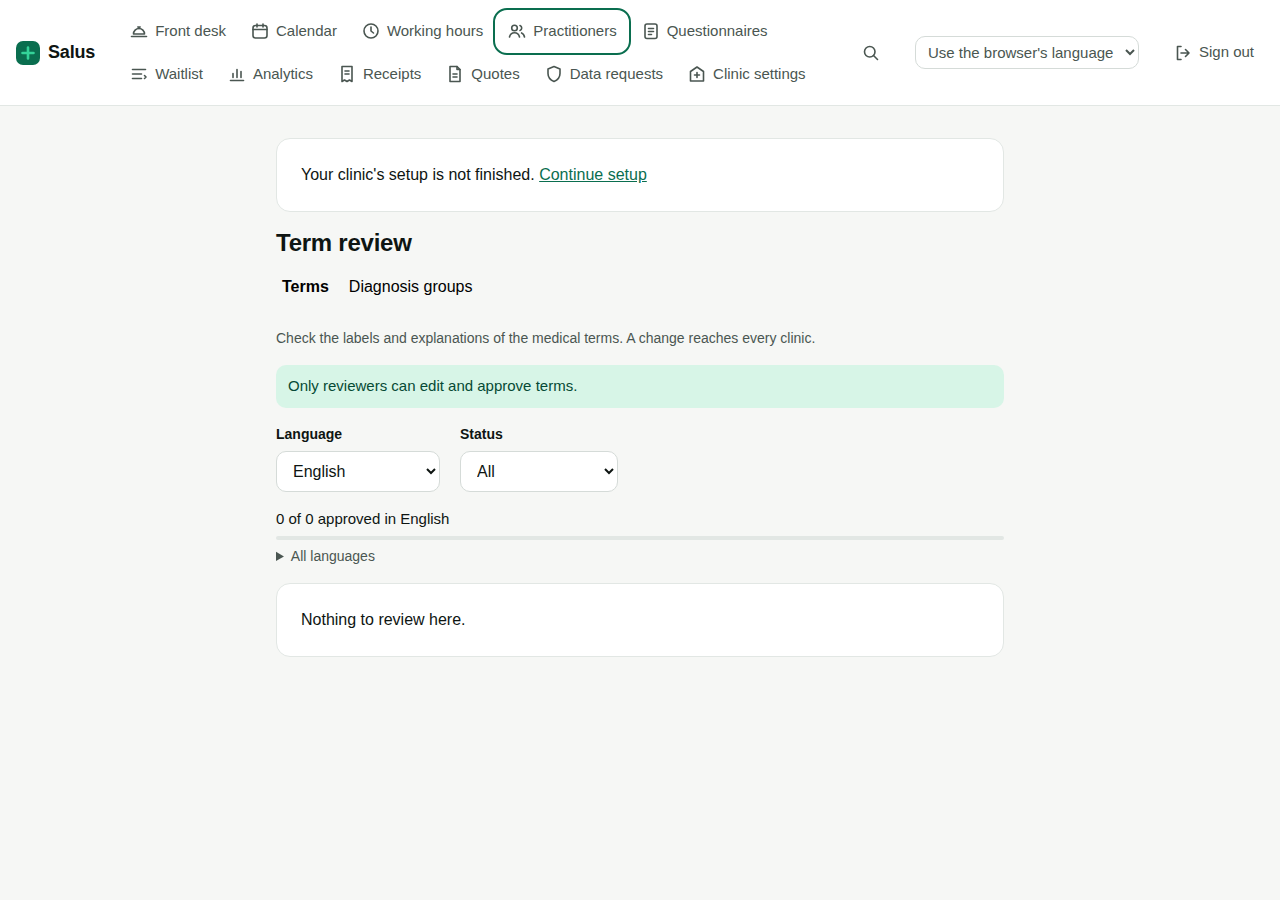 Salus
Front desk
Calendar
Working hours
Practitioners
Questionnaires
Waitlist
Analytics
Receipts
Quotes
Data requests
Clinic settings
Use the browser's language
Sign out
Your clinic's setup is not finished. Continue setup
Term review
Terms
Diagnosis groups
Check the labels and explanations of the medical terms. A change reaches every clinic.
Only reviewers can edit and approve terms.
Language
Status
English
All
0 of 0 approved in English
All languages
Nothing to review here.